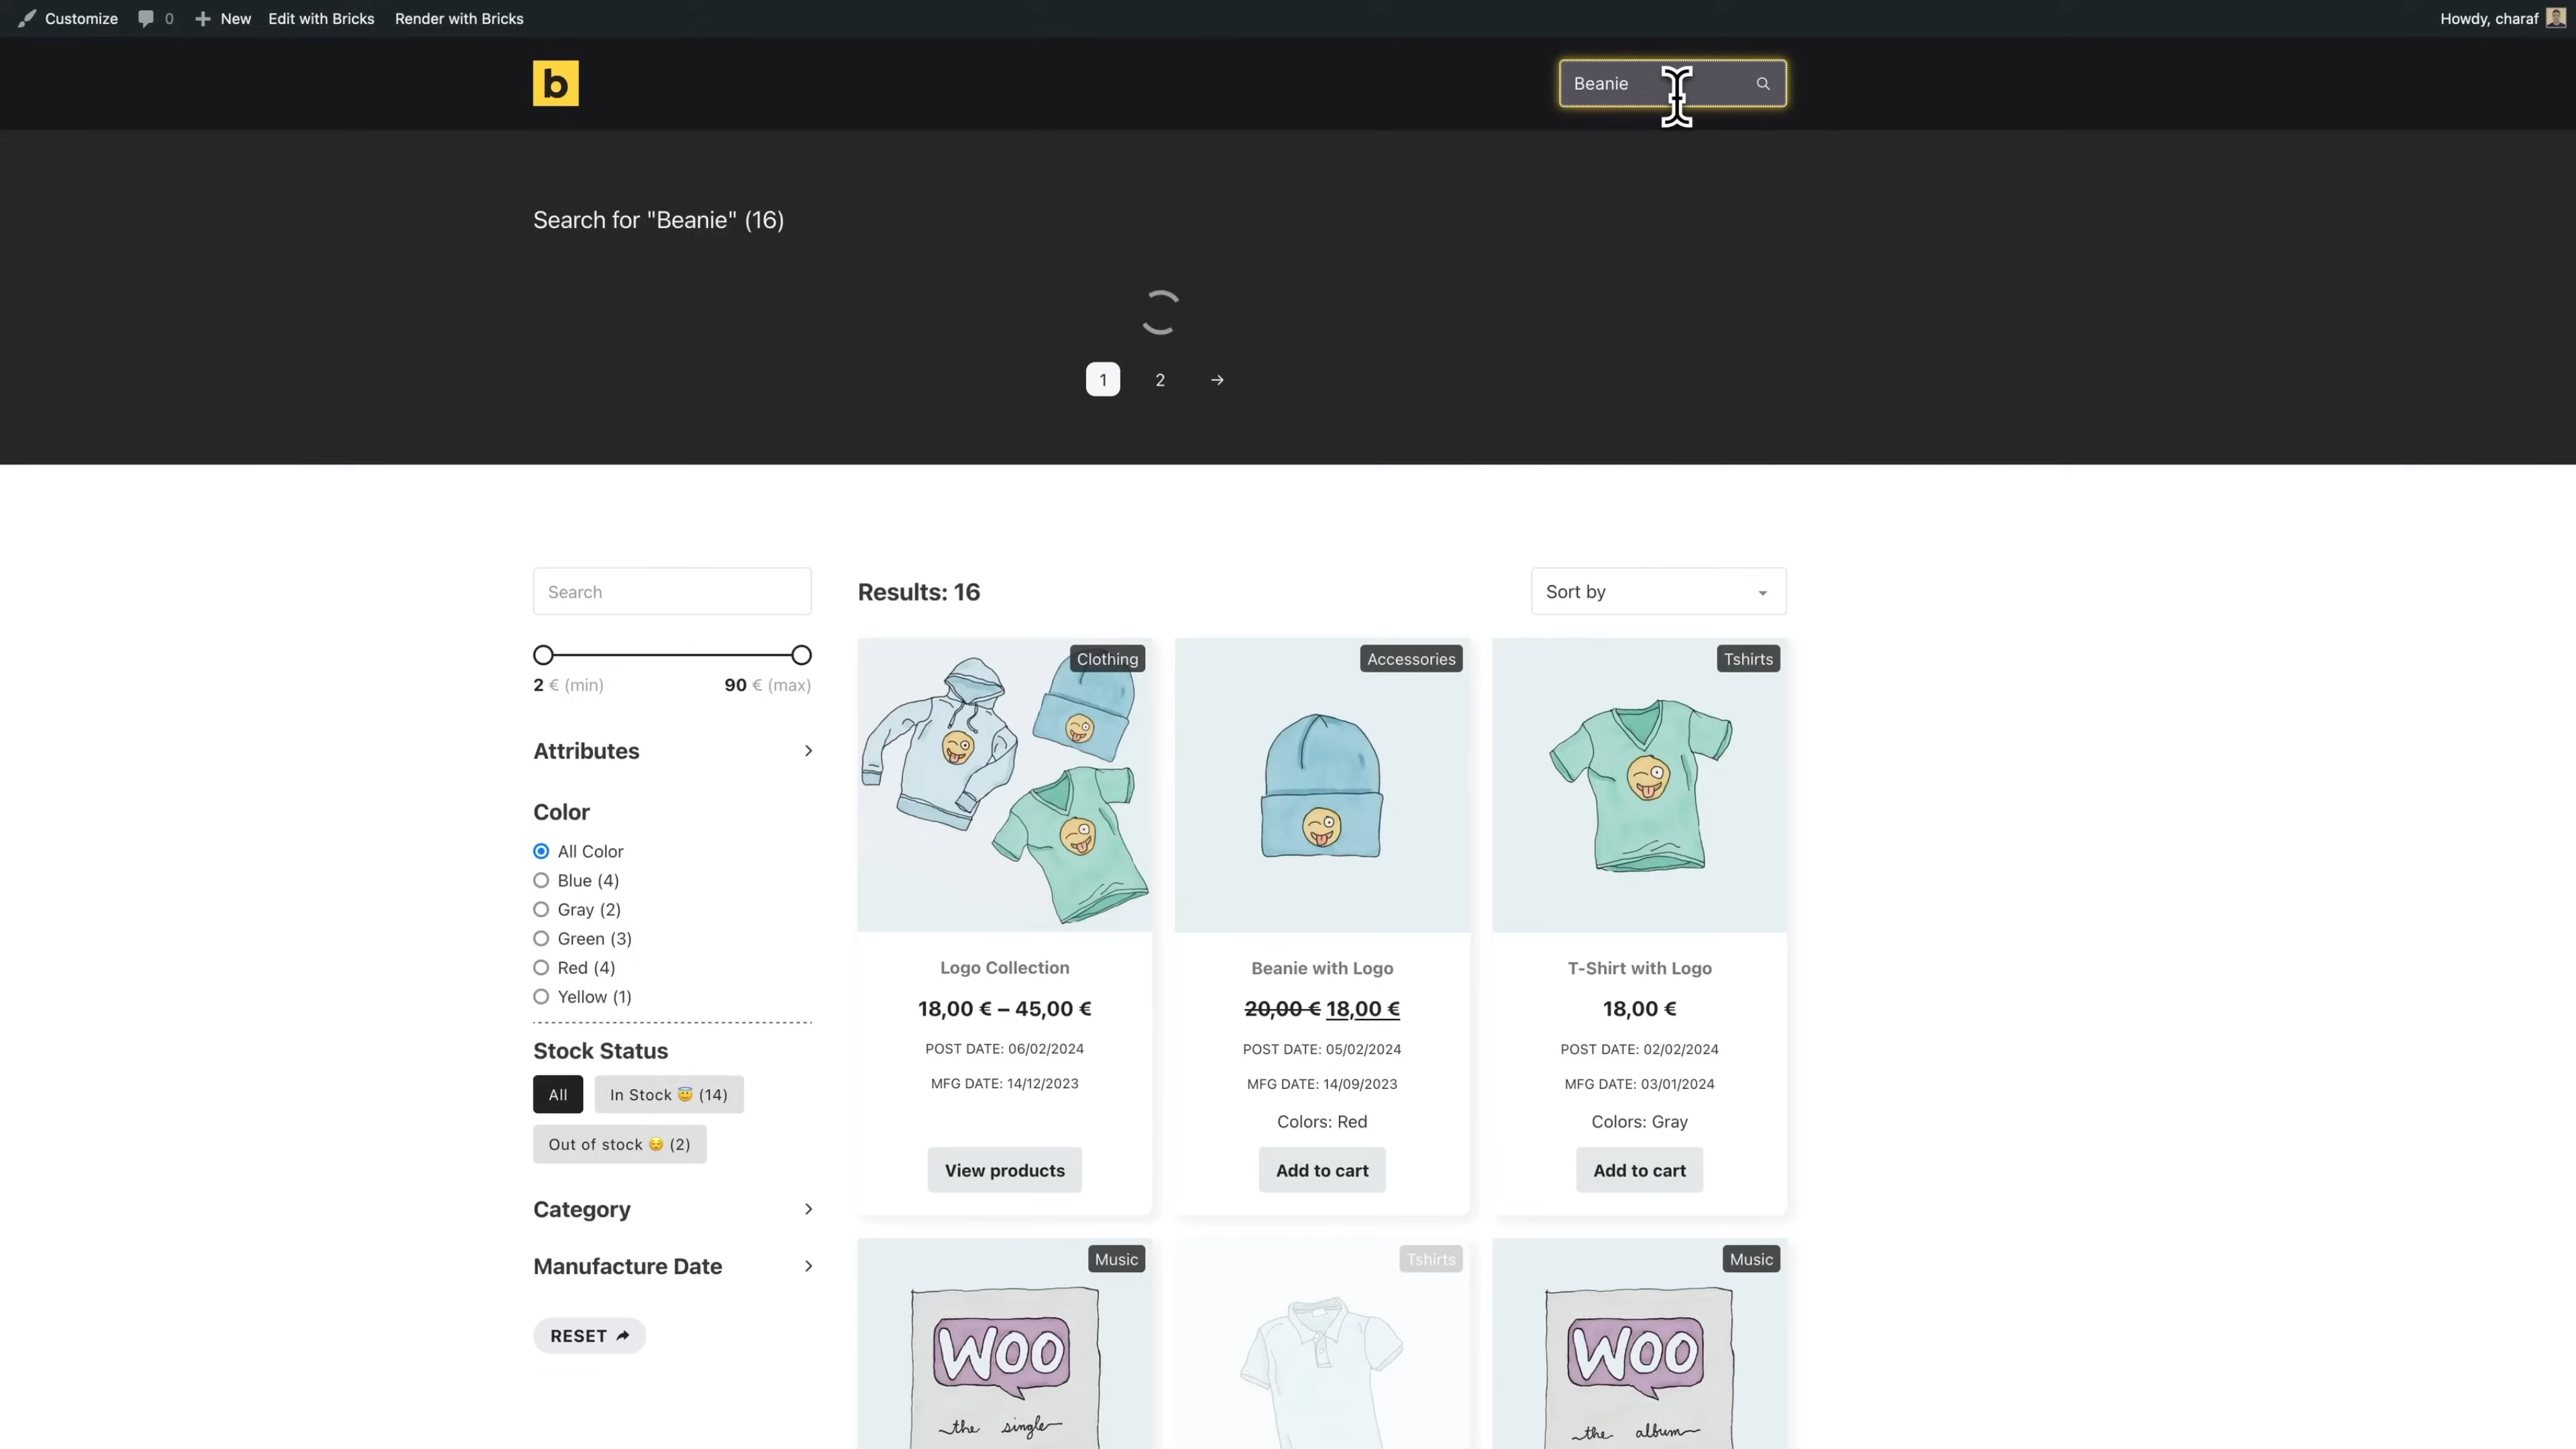 Customize 0 New Edit with Bricks Render with Bricks Howdy, charaf
b
Beanie
Search for "Beanie" (16)
1 2 →
Search
2 € (min) 90 € (max)
Attributes
Color
All Color
Blue (4)
Gray (2)
Green (3)
Red (4)
Yellow (1)
Stock Status
All In Stock 😇 (14)
Out of stock 😔 (2)
Category
Manufacture Date
RESET
Results: 16
Sort by
Clothing
Logo Collection
18,00 € – 45,00 €
POST DATE: 06/02/2024
MFG DATE: 14/12/2023
View products
Accessories
Beanie with Logo
20,00 € 18,00 €
POST DATE: 05/02/2024
MFG DATE: 14/09/2023
Colors: Red
Add to cart
Tshirts
T-Shirt with Logo
18,00 €
POST DATE: 02/02/2024
MFG DATE: 03/01/2024
Colors: Gray
Add to cart
Music
WOO
the single
Tshirts
Music
WOO
the album